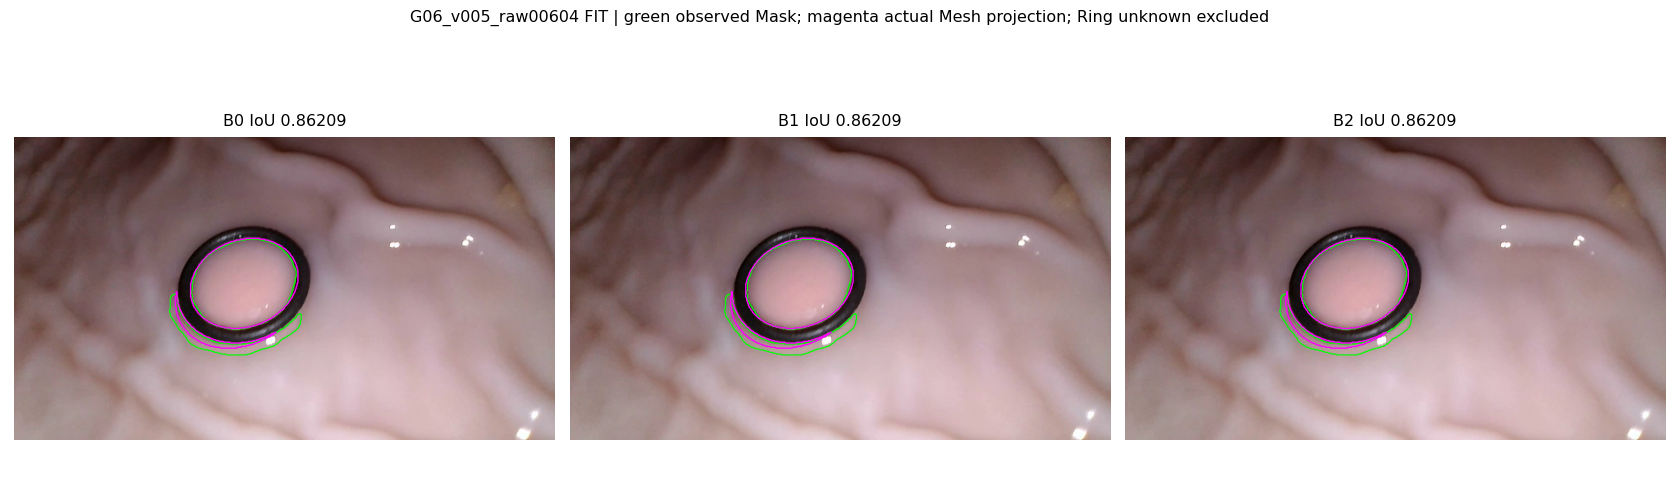 G06_v005_raw00604 FIT | green observed Mask; magenta actual Mesh projection; Ring unknown excluded
B0 IoU 0.86209
B1 IoU 0.86209
B2 IoU 0.86209